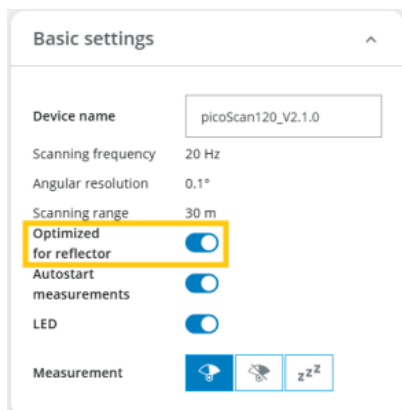 Basic settings
Device name picoScan120_V2.1.0
Scanning frequency 20 Hz
Angular resolution 0.1°
Scanning range 30 m
Optimized
for reflector
Autostart
measurements
LED
Measurement zzz